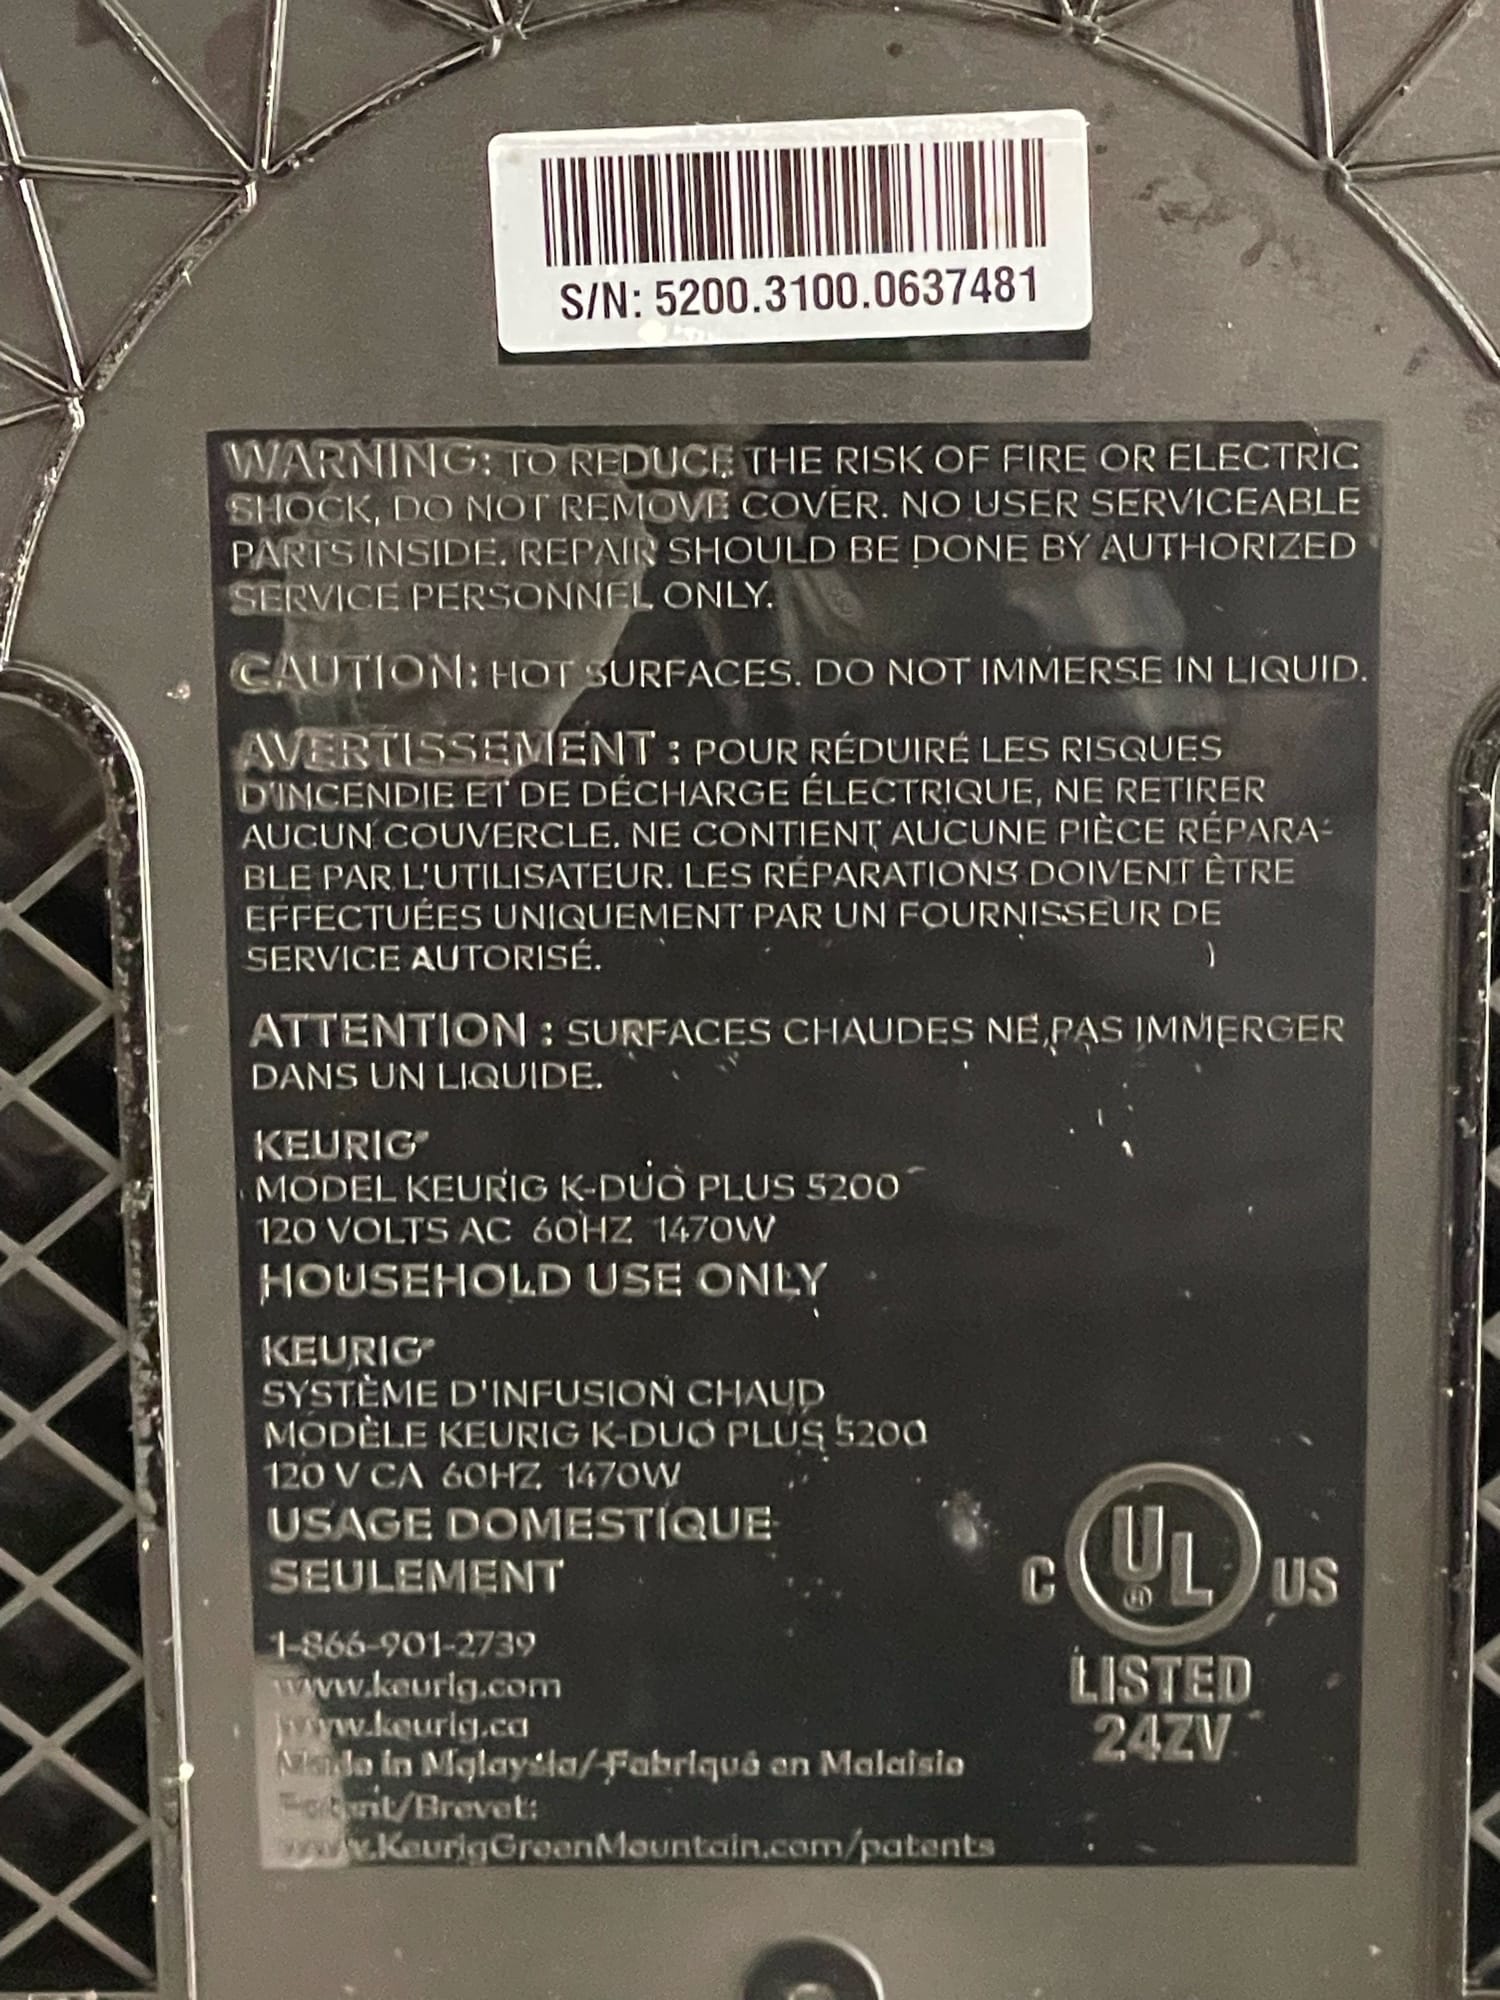 S/N: 5200.3100.0637481
WARNING: TO REDUCE THE RISK OF FIRE OR ELECTRIC
SHOCK, DO NOT REMOVE COVER. NO USER SERVICEABLE
PARTS INSIDE. REPAIR SHOULD BE DONE BY AUTHORIZED
SERVICE PERSONNEL ONLY.
CAUTION: HOT SURFACES. DO NOT IMMERSE IN LIQUID.
AVERTISSEMENT : POUR RÉDUIRE LES RISQUES
D'INCENDIE ET DE DÉCHARGE ÉLECTRIQUE, NE RETIRER
AUCUN COUVERCLE. NE CONTIENT AUCUNE PIÈCE RÉPARA-
BLE PAR L'UTILISATEUR. LES RÉPARATIONS DOIVENT ÊTRE
EFFECTUÉES UNIQUEMENT PAR UN FOURNISSEUR DE
SERVICE AUTORISÉ.
ATTENTION : SURFACES CHAUDES NE PAS IMMERGER
DANS UN LIQUIDE.
KEURIG®
MODEL KEURIG K-DUO PLUS 5200
120 VOLTS AC 60HZ 1470W
HOUSEHOLD USE ONLY
KEURIG®
SYSTÈME D'INFUSION CHAUD
MODÈLE KEURIG K-DUO PLUS 5200
120 V CA 60HZ 1470W
USAGE DOMESTIQUE
SEULEMENT
C UL® US
LISTED
24ZV
1-866-901-2739
www.keurig.com
www.keurig.ca
Made in Malaysia/Fabriqué en Malaisie
Patent/Brevet:
www.KeurigGreenMountain.com/patents